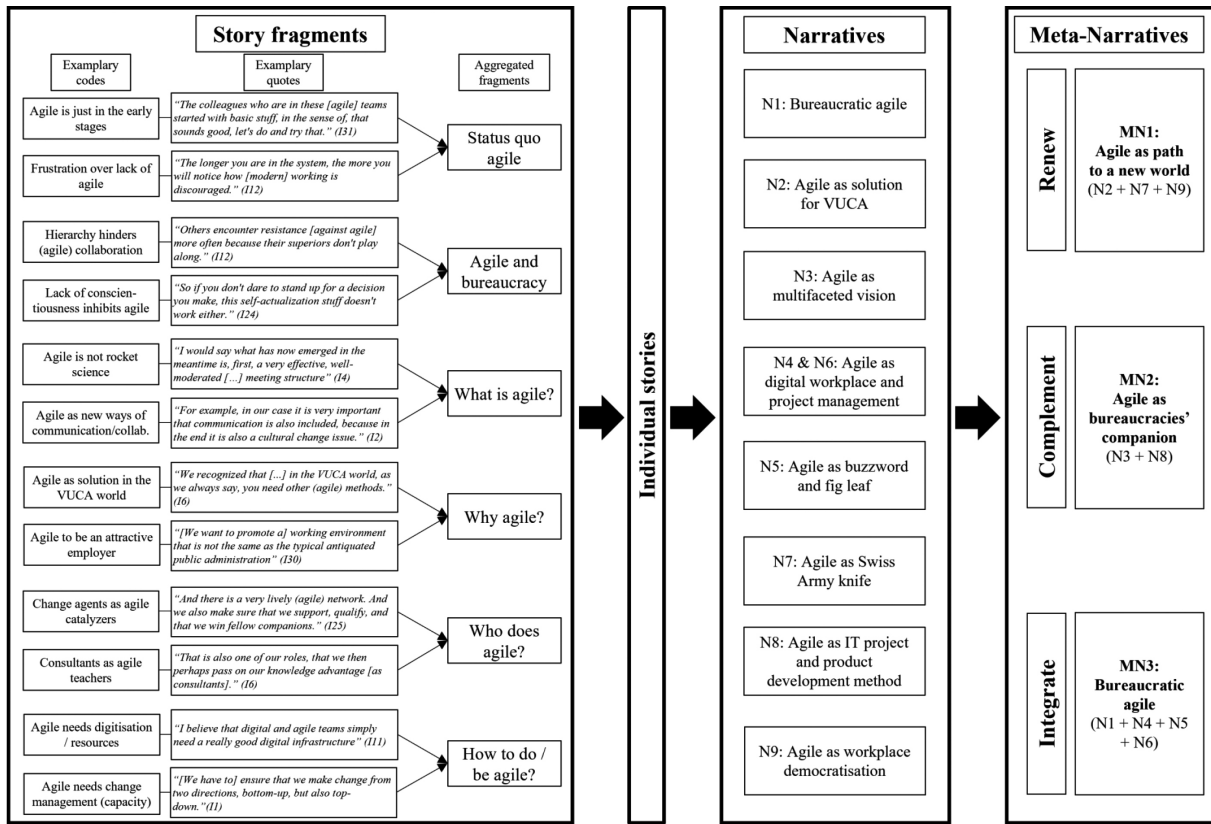 Story fragments
Examplary
codes
Examplary
quotes
Aggregated
fragments
Agile is just in the early
stages
“The colleagues who are in these [agile] teams
started with basic stuff, in the sense of, that
sounds good, let's do and try that.” (I31)
Status quo
agile
Frustration over lack of
agile
“The longer you are in the system, the more you
will notice how [modern] working is
discouraged.” (I12)
Hierarchy hinders
(agile) collaboration
“Others encounter resistance [against agile]
more often because their superiors don't play
along.” (I12)
Agile and
bureaucracy
Lack of conscien-
tiousness inhibits agile
“So if you don't dare to stand up for a decision
you make, this self-actualization stuff doesn't
work either.” (I24)
Agile is not rocket
science
“I would say what has now emerged in the
meantime is, first, a very effective, well-
moderated […] meeting structure” (I4)
What is agile?
Agile as new ways of
communication/collab.
“For example, in our case it is very important
that communication is also included, because in
the end it is also a cultural change issue.” (I2)
Agile as solution in the
VUCA world
“We recognized that […] in the VUCA world, as
we always say, you need other (agile) methods.”
(I6)
Why agile?
Agile to be an attractive
employer
“[We want to promote a] working environment
that is not the same as the typical antiquated
public administration” (I30)
Change agents as agile
catalyzers
“And there is a very lively (agile) network. And
we also make sure that we support, qualify, and
that we win fellow companions.” (I25)
Who does
agile?
Consultants as agile
teachers
“That is also one of our roles, that we then
perhaps pass on our knowledge advantage [as
consultants].” (I6)
Agile needs digitisation
/ resources
“I believe that digital and agile teams simply
need a really good digital infrastructure” (I11)
How to do /
be agile?
Agile needs change
management (capacity)
“[We have to] ensure that we make change from
two directions, bottom-up, but also top-
down.”(I1)
Individual stories
Narratives
N1: Bureaucratic agile
N2: Agile as solution
for VUCA
N3: Agile as
multifaceted vision
N4 & N6: Agile as
digital workplace and
project management
N5: Agile as buzzword
and fig leaf
N7: Agile as Swiss
Army knife
N8: Agile as IT project
and product
development method
N9: Agile as workplace
democratisation
Meta-Narratives
Renew
MN1:
Agile as path
to a new world
(N2 + N7 + N9)
Complement
MN2:
Agile as
bureaucracies’
companion
(N3 + N8)
Integrate
MN3:
Bureaucratic
agile
(N1 + N4 + N5
+ N6)